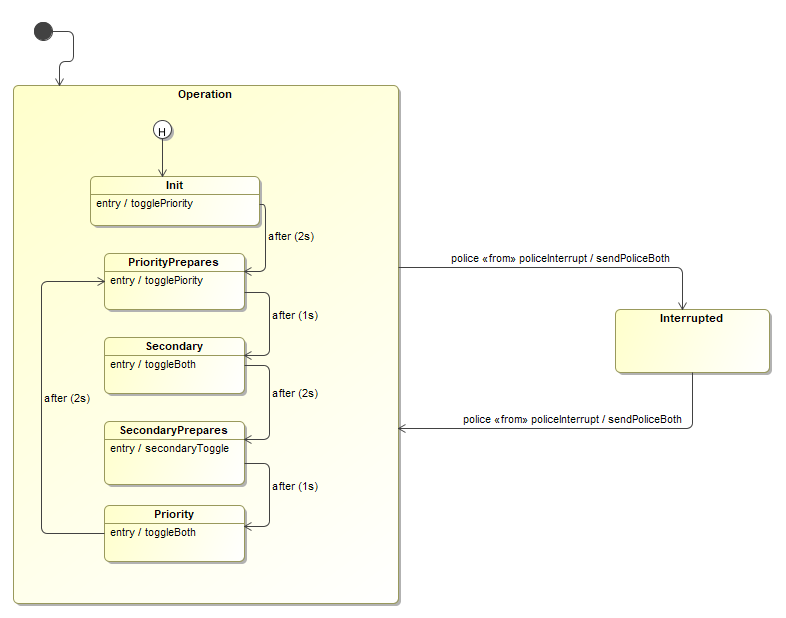 Operation
H
Init
entry / togglePriority
after (2s)
PriorityPrepares
entry / togglePiority
after (1s)
Secondary
entry / toggleBoth
after (2s)
after (2s)
SecondaryPrepares
entry / secondaryToggle
after (1s)
Priority
entry / toggleBoth
police «from» policeInterrupt / sendPoliceBoth
Interrupted
police «from» policeInterrupt / sendPoliceBoth